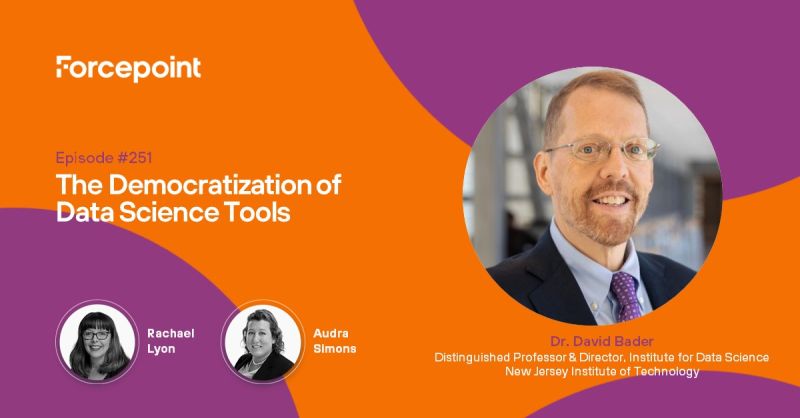 Forcepoint
Episode #251
The Democratization of
Data Science Tools
Rachael
Lyon
Audra
Simons
Dr. David Bader
Distinguished Professor & Director, Institute for Data Science
New Jersey Institute of Technology